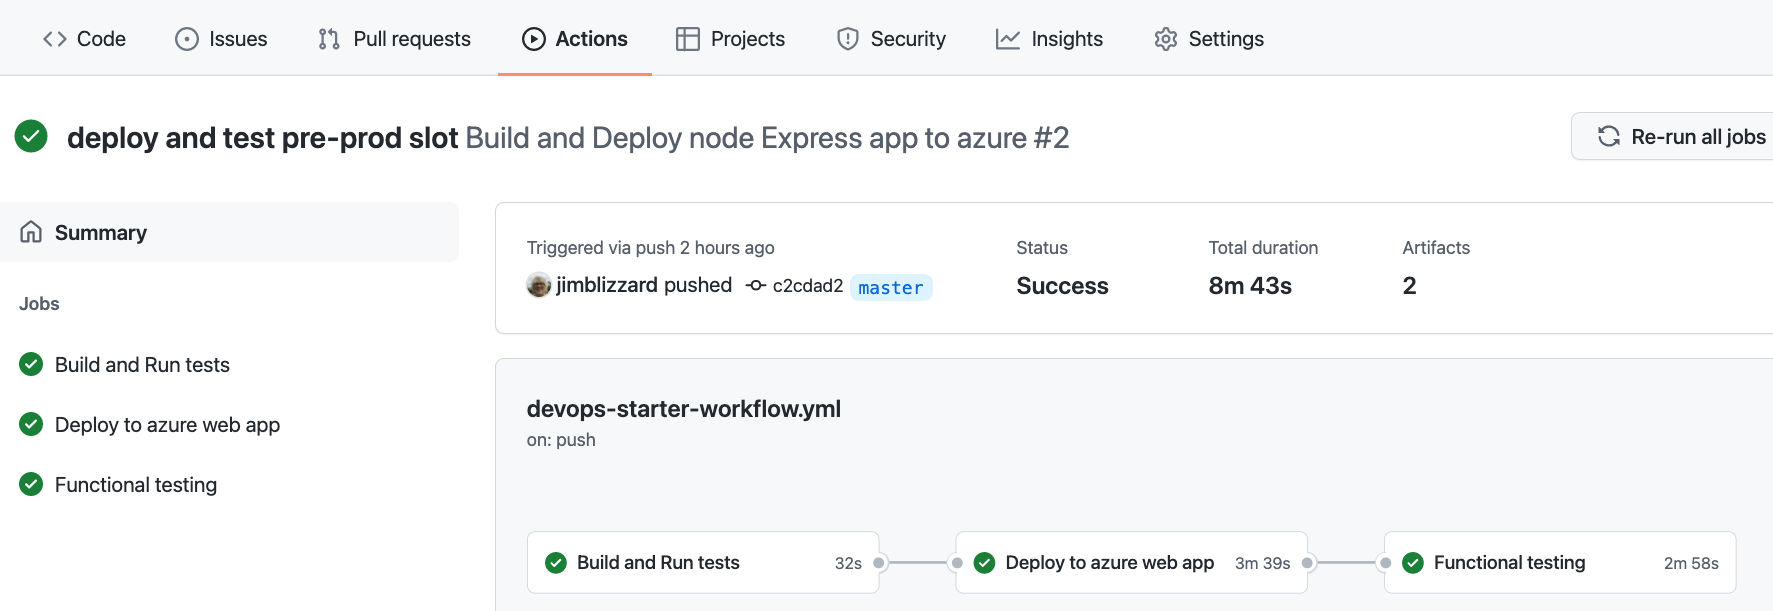 Code Issues Pull requests Actions Projects Security Insights Settings
deploy and test pre-prod slot Build and Deploy node Express app to azure #2
Re-run all jobs
Summary
Jobs
Build and Run tests
Deploy to azure web app
Functional testing
Triggered via push 2 hours ago
jimblizzard pushed c2cdad2 master
Status
Success
Total duration
8m 43s
Artifacts
2
devops-starter-workflow.yml
on: push
Build and Run tests 32s
Deploy to azure web app 3m 39s
Functional testing 2m 58s